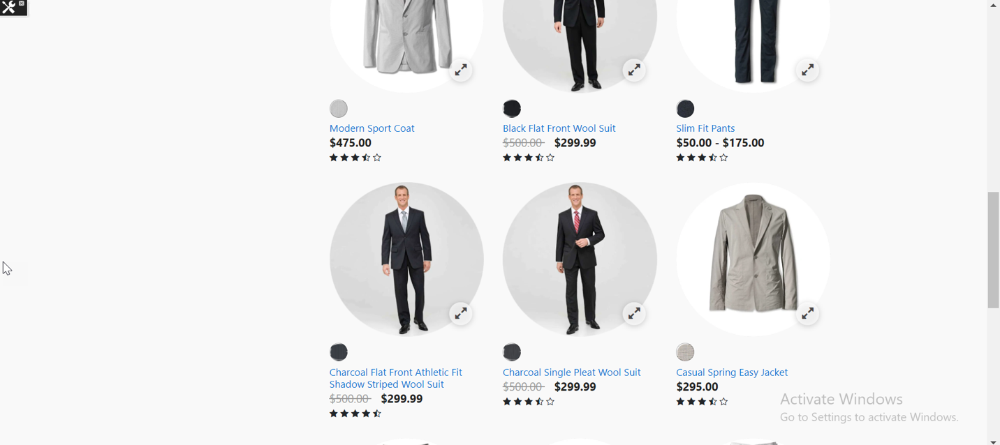 Modern Sport Coat
$475.00
Black Flat Front Wool Suit
$500.00 $299.99
Slim Fit Pants
$50.00 - $175.00
Charcoal Flat Front Athletic Fit
Shadow Striped Wool Suit
$500.00 $299.99
Charcoal Single Pleat Wool Suit
$500.00 $299.99
Casual Spring Easy Jacket
$295.00
Activate Windows
Go to Settings to activate Windows.